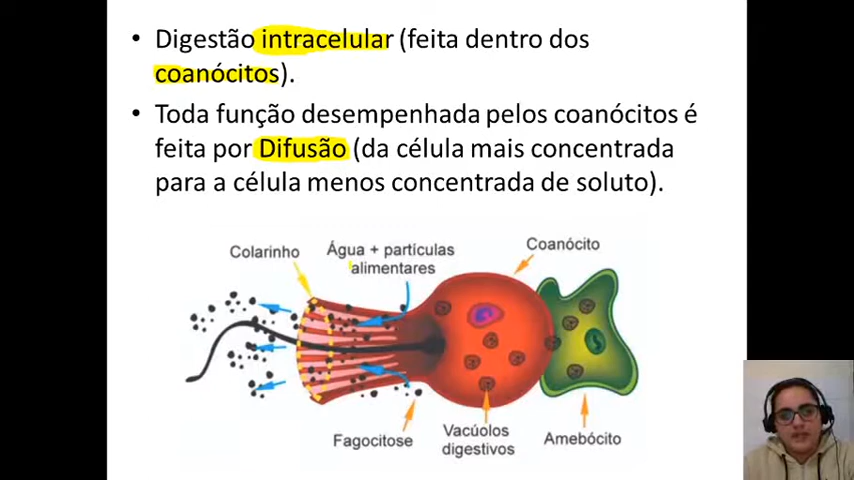 • Digestão intracelular (feita dentro dos
coanócitos).
• Toda função desempenhada pelos coanócitos é
feita por Difusão (da célula mais concentrada
para a célula menos concentrada de soluto).
Colarinho
Água + partículas
alimentares
Coanócito
Fagocitose
Vacúolos
digestivos
Amebócito